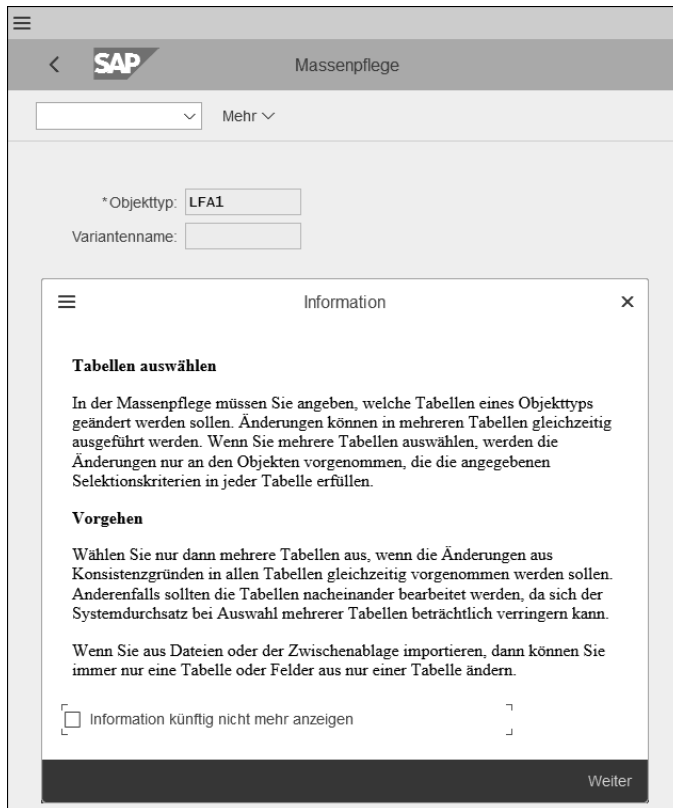 SAP
Massenpflege
Mehr
*Objekttyp: LFA1
Variantenname:
Information
Tabellen auswählen
In der Massenpflege müssen Sie angeben, welche Tabellen eines Objekttyps
geändert werden sollen. Änderungen können in mehreren Tabellen gleichzeitig
ausgeführt werden. Wenn Sie mehrere Tabellen auswählen, werden die
Änderungen nur an den Objekten vorgenommen, die die angegebenen
Selektionskriterien in jeder Tabelle erfüllen.
Vorgehen
Wählen Sie nur dann mehrere Tabellen aus, wenn die Änderungen aus
Konsistenzgründen in allen Tabellen gleichzeitig vorgenommen werden sollen.
Anderenfalls sollten die Tabellen nacheinander bearbeitet werden, da sich der
Systemdurchsatz bei Auswahl mehrerer Tabellen beträchtlich verringern kann.
Wenn Sie aus Dateien oder der Zwischenablage importieren, dann können Sie
immer nur eine Tabelle oder Felder aus nur einer Tabelle ändern.
Information künftig nicht mehr anzeigen
Weiter